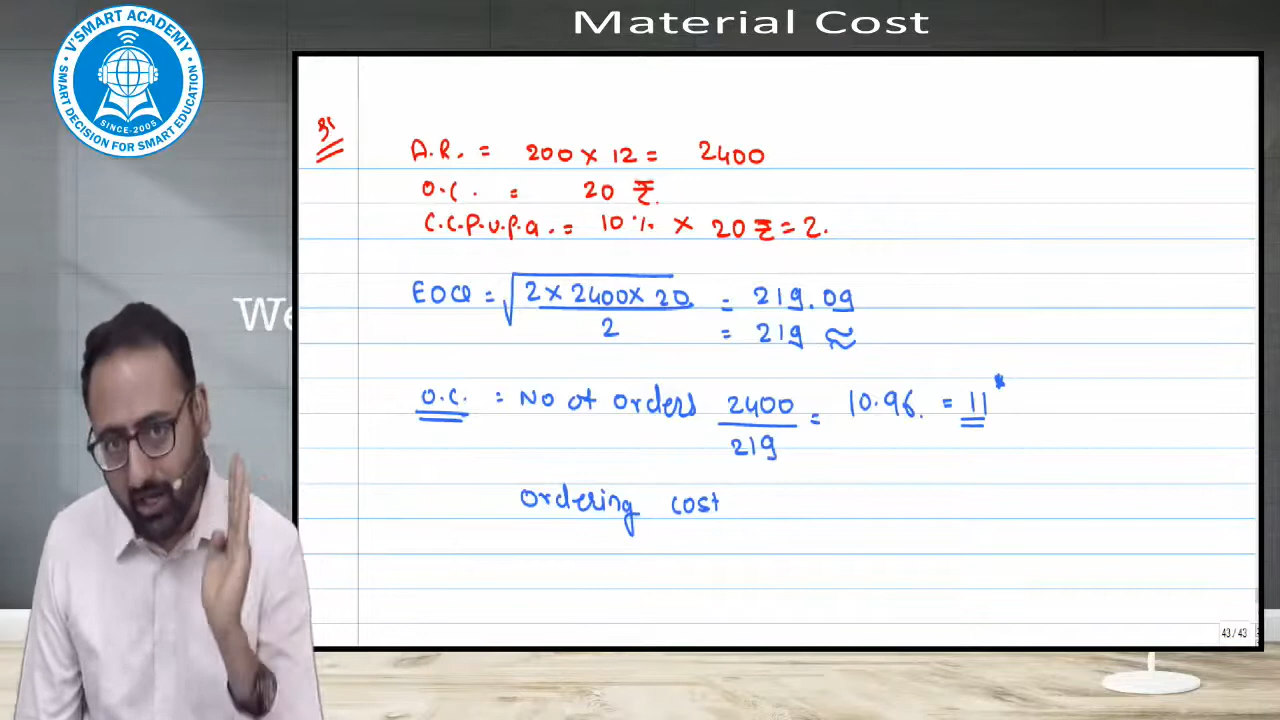 Material Cost
V'SMART ACADEMY
SINCE-2005
SMART DECISION FOR SMART EDUCATION
We
A.R. = 200 × 12 = 2400
O.C. = 20 ₹.
C.C.P.U.P.a. = 10% × 20 ₹ = 2.
EOQ = √2 × 2400 × 20 / 2 = 219.09
= 219 ≈
O.C. : No of orders 2400 / 219 = 10.96. = 11*
ordering cost
43 / 43